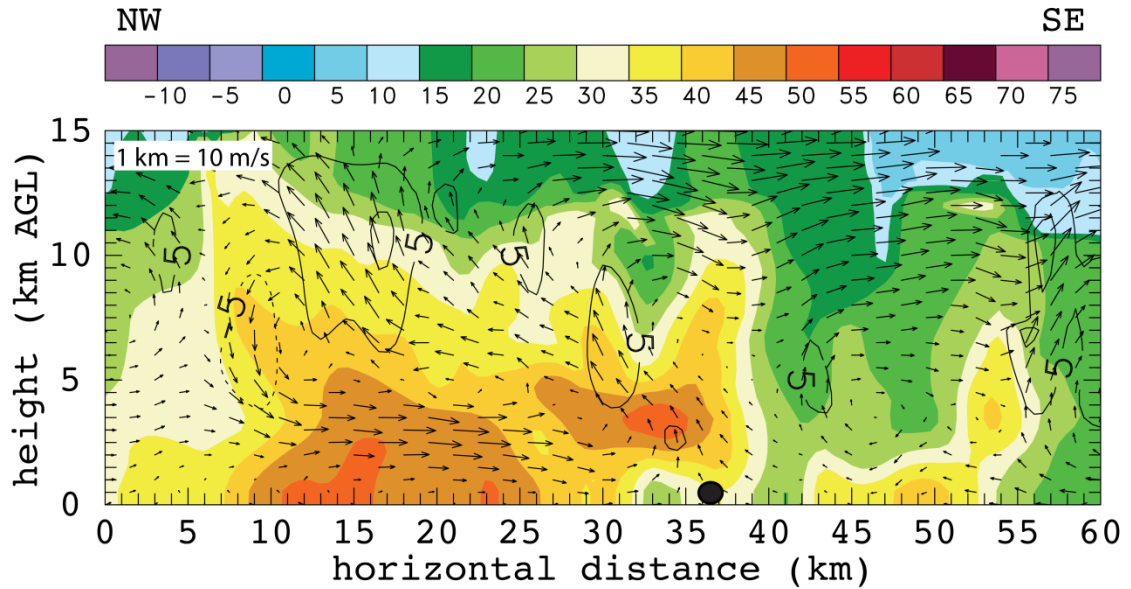 NW SE
-10 -5 0 5 10 15 20 25 30 35 40 45 50 55 60 65 70 75
15
1 km = 10 m/s
10
5
0
height (km AGL)
5 5 5 -5 5 5 5
0 5 10 15 20 25 30 35 40 45 50 55 60
horizontal distance (km)